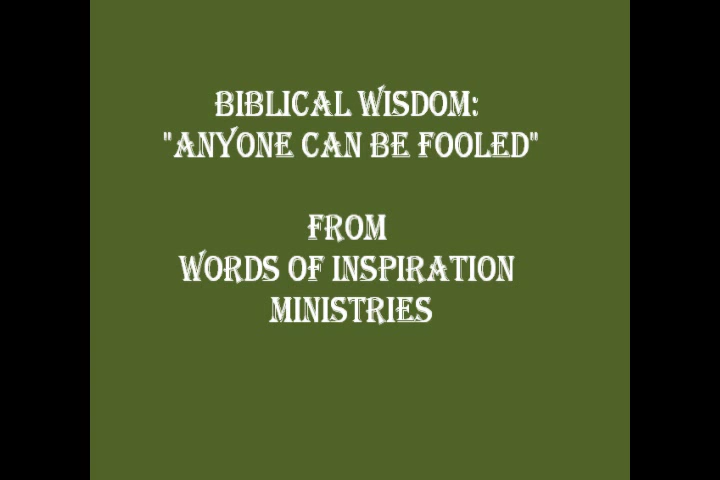 BIBLICAL WISDOM:
"ANYONE CAN BE FOOLED"
FROM
WORDS OF INSPIRATION
MINISTRIES